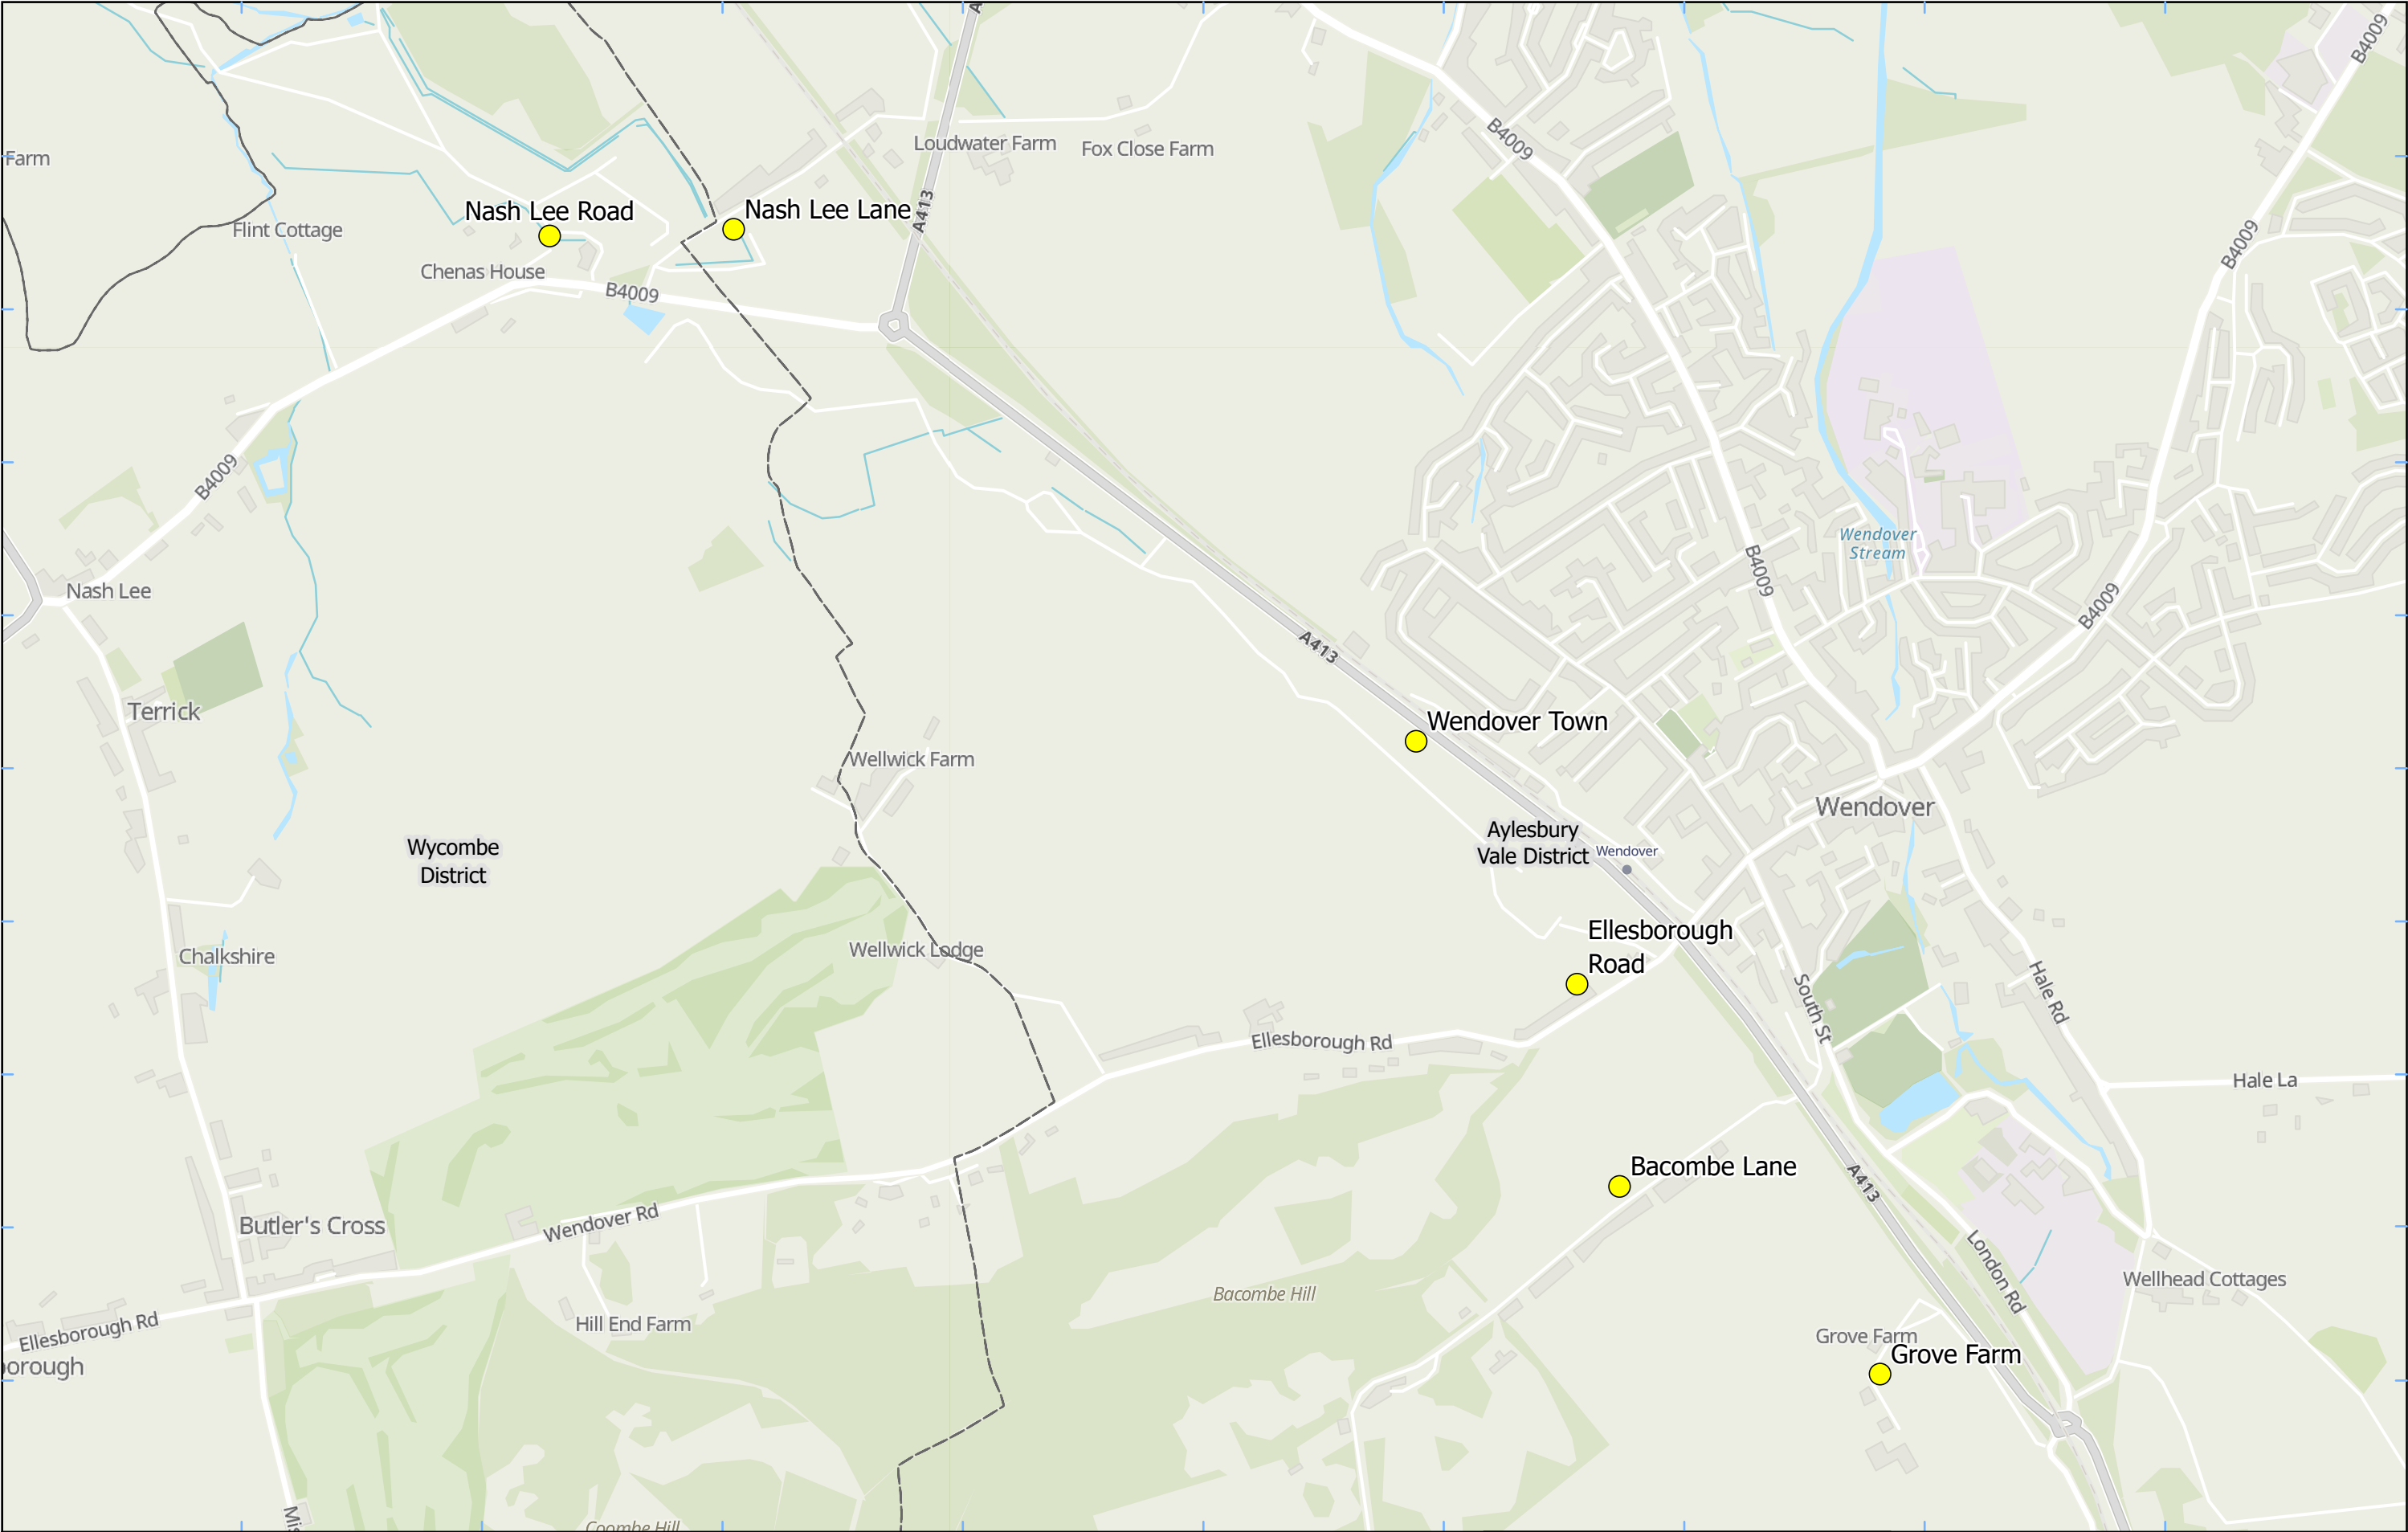 A
B4009
B4009
Farm
Loudwater Farm
Fox Close Farm
Nash Lee Road
Nash Lee Lane
A413
Flint Cottage
B4009
Chenas House
B4009
B4009
Wendover
Stream
B4009
Nash Lee
B4009
A413
Terrick
Wendover Town
Wellwick Farm
Wendover
Wycombe
District
Aylesbury
Vale District
Wendover
Ellesborough
Road
Wellwick Lodge
Chalkshire
South St
Hale Rd
Ellesborough Rd
Hale La
Bacombe Lane
A413
Butler's Cross
Wendover Rd
London Rd
Wellhead Cottages
Bacombe Hill
Hill End Farm
Ellesborough Rd
Grove Farm
Grove Farm
borough
Mis
Coombe Hill